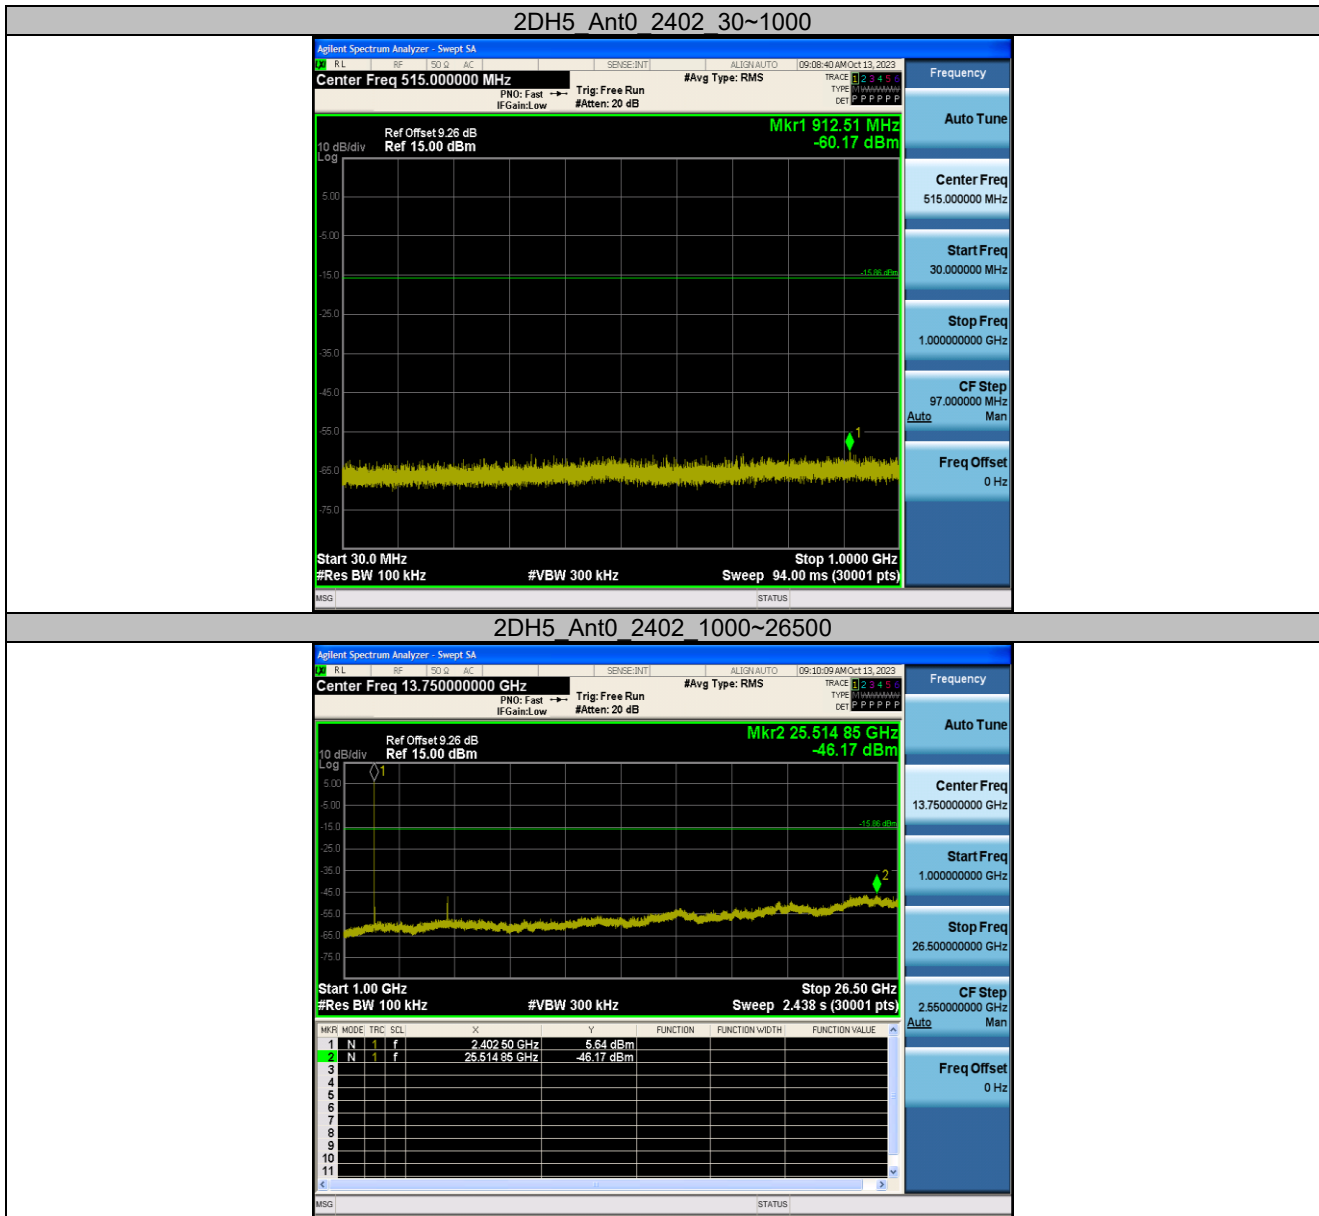 2DH5_Ant0_2402_30~1000
Agilent Spectrum Analyzer - Swept SA
RL RF 50 Ω AC SENSE:INT ALIGN AUTO 09:08:40 AM Oct 13, 2023
Center Freq 515.000000 MHz #Avg Type: RMS TRACE 1 2 3 4 5 6
PNO: Fast Trig: Free Run TYPE M
IFGain:Low #Atten: 20 dB DET P P P P P P
Frequency
Auto Tune
Center Freq
515.000000 MHz
Start Freq
30.000000 MHz
Stop Freq
1.000000000 GHz
CF Step
97.000000 MHz
Auto Man
Freq Offset
0 Hz
Mkr1 912.51 MHz
-60.17 dBm
Ref Offset 9.26 dB
10 dB/div Ref 15.00 dBm
Log
5.00
-5.00
-15.0
-15.86 dBm
-25.0
-35.0
-45.0
-55.0
1
-65.0
-75.0
Start 30.0 MHz Stop 1.0000 GHz
#Res BW 100 kHz #VBW 300 kHz Sweep 94.00 ms (30001 pts)
MSG STATUS
2DH5_Ant0_2402_1000~26500
Agilent Spectrum Analyzer - Swept SA
RL RF 50 Ω AC SENSE:INT ALIGN AUTO 09:10:09 AM Oct 13, 2023
Center Freq 13.750000000 GHz #Avg Type: RMS TRACE 1 2 3 4 5 6
PNO: Fast Trig: Free Run TYPE M
IFGain:Low #Atten: 20 dB DET P P P P P P
Frequency
Auto Tune
Center Freq
13.750000000 GHz
Start Freq
1.000000000 GHz
Stop Freq
26.500000000 GHz
CF Step
2.550000000 GHz
Auto Man
Freq Offset
0 Hz
Mkr2 25.514 85 GHz
-46.17 dBm
Ref Offset 9.26 dB
10 dB/div Ref 15.00 dBm
Log
1
5.00
-5.00
-15.0
-15.86 dBm
-25.0
-35.0
2
-45.0
-55.0
-65.0
-75.0
Start 1.00 GHz Stop 26.50 GHz
#Res BW 100 kHz #VBW 300 kHz Sweep 2.438 s (30001 pts)
MKR MODE TRC SCL X Y FUNCTION FUNCTION WIDTH FUNCTION VALUE
1 N 1 f 2.402 50 GHz 5.64 dBm
2 N 1 f 25.514 85 GHz -46.17 dBm
3
4
5
6
7
8
9
10
11
MSG STATUS